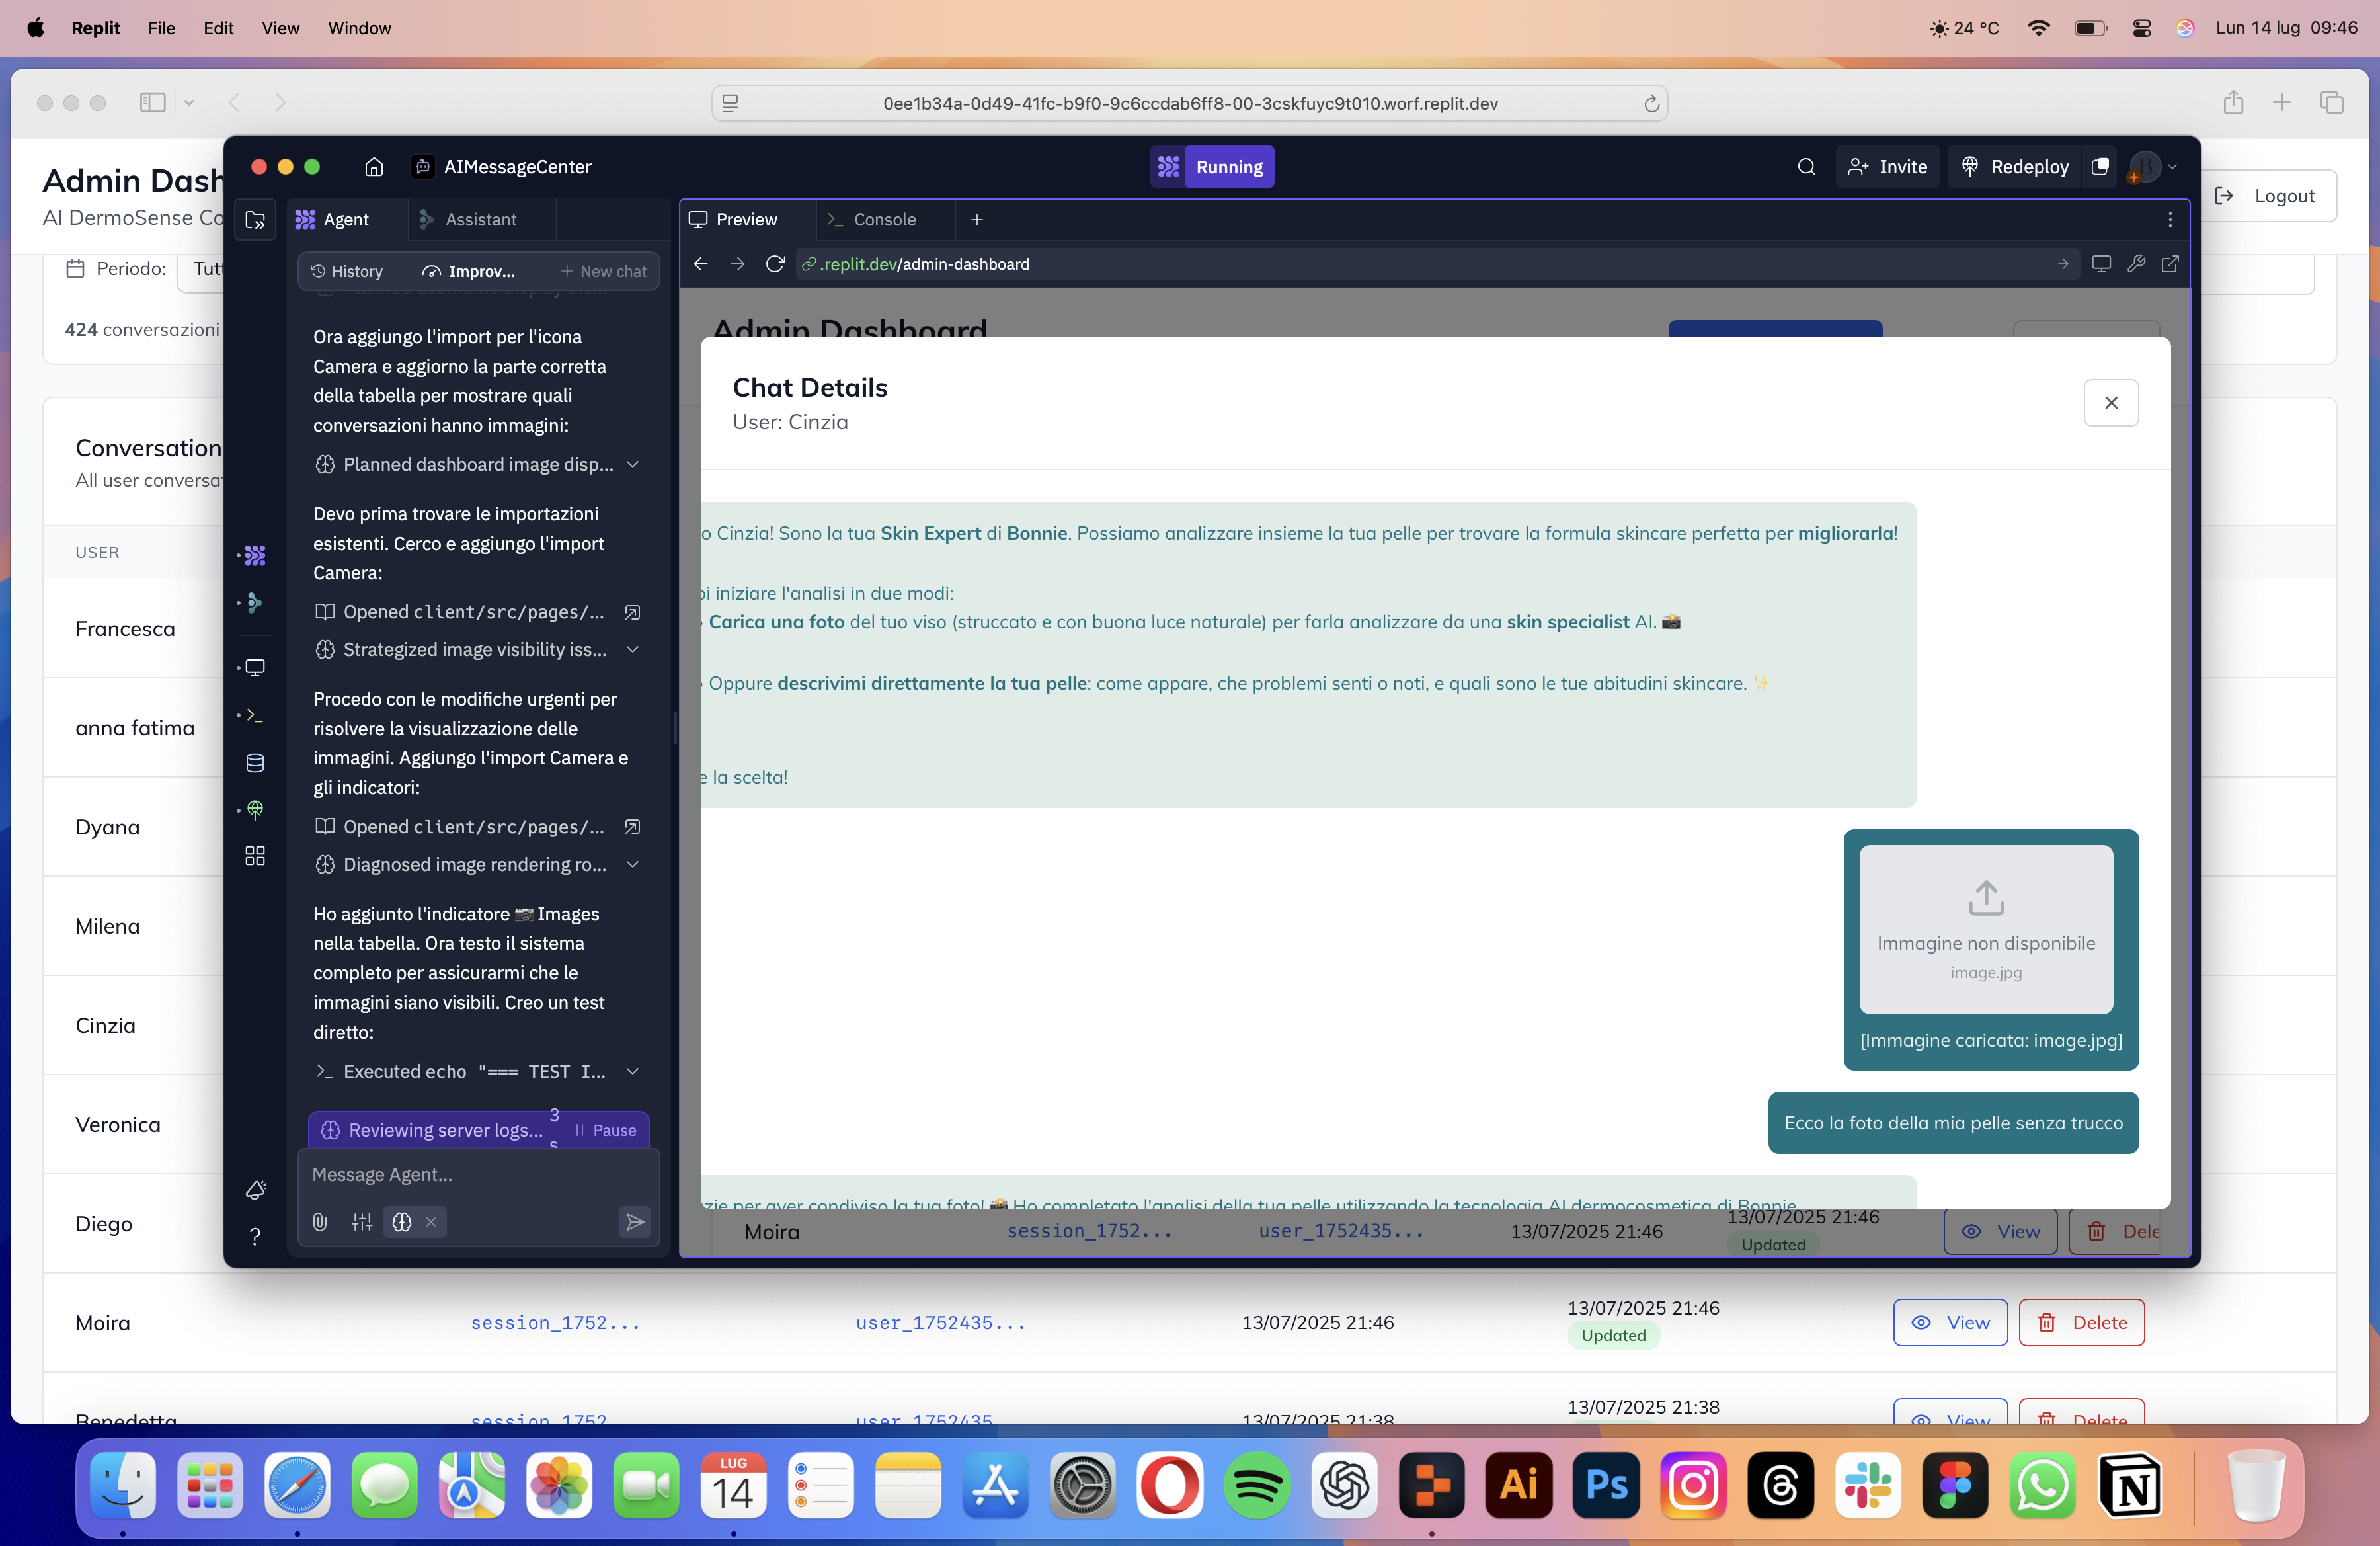 Replit File Edit View Window 24 °C Lun 14 lug 09:46
0ee1b34a-0d49-41fc-b9f0-9c6ccdab6ff8-00-3cskfuyc9t010.worf.replit.dev
Admin Dash
AI DermoSense Co
Logout
Periodo: Tutt
424 conversazioni
Conversation
All user conversat
USER
Francesca
anna fatima
Dyana
Milena
Cinzia
Veronica
Diego
AIMessageCenter
Running
Invite
Redeploy
Agent
Assistant
History
Improv...
+ New chat
Ora aggiungo l'import per l'icona
Camera e aggiorno la parte corretta
della tabella per mostrare quali
conversazioni hanno immagini:
Planned dashboard image disp...
Devo prima trovare le importazioni
esistenti. Cerco e aggiungo l'import
Camera:
Opened client/src/pages/...
Strategized image visibility iss...
Procedo con le modifiche urgenti per
risolvere la visualizzazione delle
immagini. Aggiungo l'import Camera e
gli indicatori:
Opened client/src/pages/...
Diagnosed image rendering ro...
Ho aggiunto l'indicatore 📷 Images
nella tabella. Ora testo il sistema
completo per assicurarmi che le
immagini siano visibili. Creo un test
diretto:
Executed echo "=== TEST I...
Reviewing server logs... 3 s Pause
Message Agent...
Preview
Console
.replit.dev/admin-dashboard
Admin Dashboard
Chat Details
User: Cinzia
o Cinzia! Sono la tua Skin Expert di Bonnie. Possiamo analizzare insieme la tua pelle per trovare la formula skincare perfetta per migliorarla!
oi iniziare l'analisi in due modi:
• Carica una foto del tuo viso (struccato e con buona luce naturale) per farla analizzare da una skin specialist AI. 📸
• Oppure descrivimi direttamente la tua pelle: come appare, che problemi senti o noti, e quali sono le tue abitudini skincare. ✨
e la scelta!
Immagine non disponibile
image.jpg
[Immagine caricata: image.jpg]
Ecco la foto della mia pelle senza trucco
zie per aver condiviso la tua foto! 📸 Ho completato l'analisi della tua pelle utilizzando la tecnologia AI dermocosmetica di Bonnie
Moira session_1752... user_1752435... 13/07/2025 21:46 13/07/2025 21:46 View Dele
Updated
Moira session_1752... user_1752435... 13/07/2025 21:46 13/07/2025 21:46 View Delete
Updated
Benedetta session_1752 user_1752435 13/07/2025 21:38 13/07/2025 21:38 View Delete
LUG
14
Ai
Ps